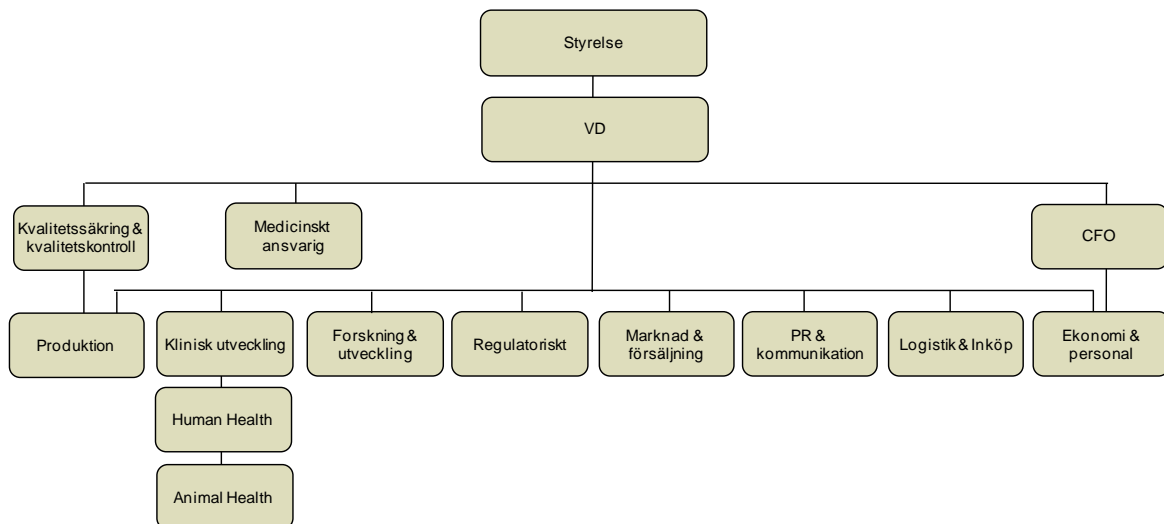 Styrelse
VD
Kvalitetssäkring &
kvalitetskontroll
Medicinskt
ansvarig
CFO
Produktion
Klinisk utveckling
Forskning &
utveckling
Regulatoriskt
Marknad &
försäljning
PR &
kommunikation
Logistik & Inköp
Ekonomi &
personal
Human Health
Animal Health